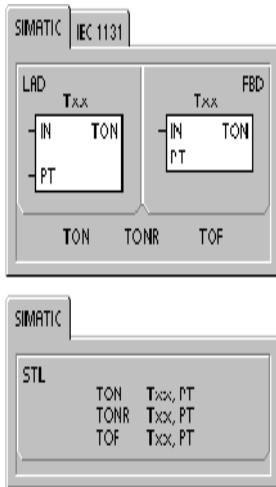 SIMATIC IEC 1131
LAD FBD
Txx Txx
IN TON IN TON
PT PT
TON TONR TOF
SIMATIC
STL
TON Txx, PT
TONR Txx, PT
TOF Txx, PT